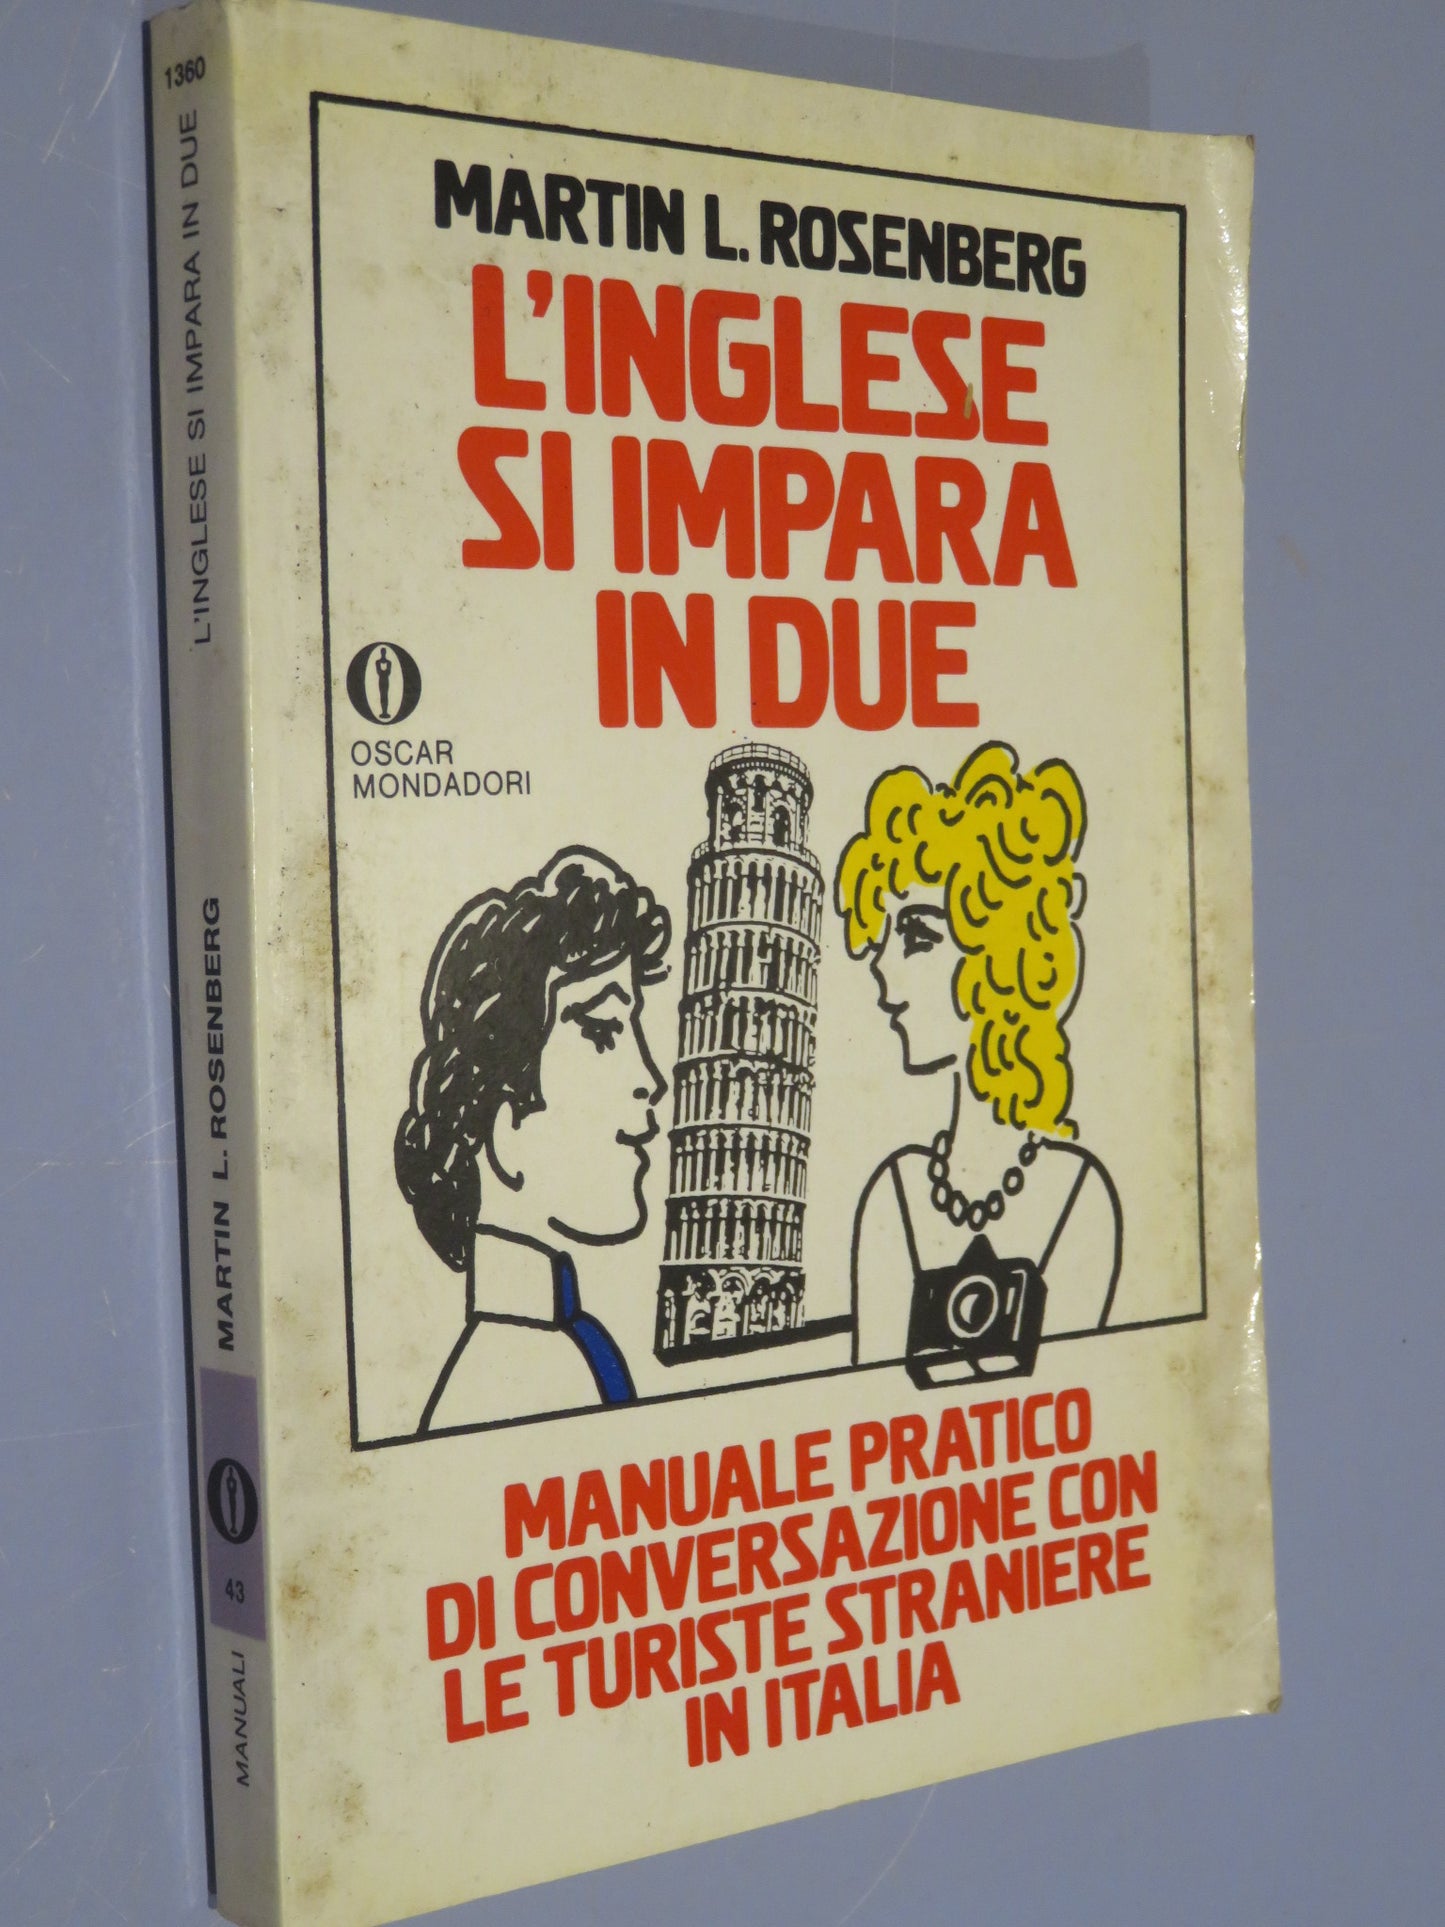 1360
L'INGLESE SI IMPARA IN DUE
MARTIN L. ROSENBERG
43
MANUALI
MARTIN L. ROSENBERG
L'INGLESE
SI IMPARA
IN DUE
OSCAR
MONDADORI
MANUALE PRATICO
DI CONVERSAZIONE CON
LE TURISTE STRANIERE
IN ITALIA